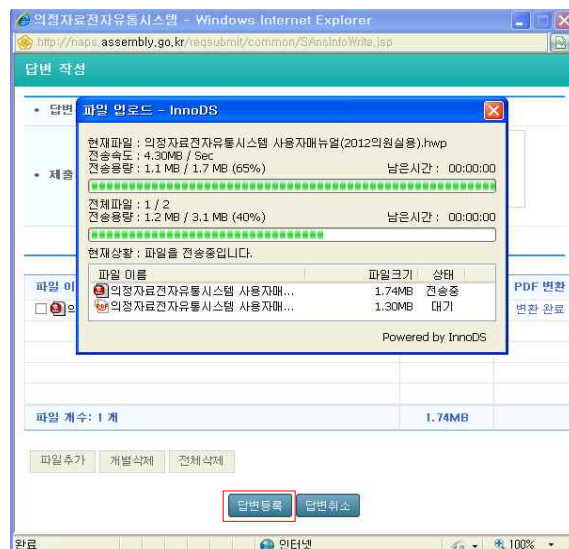 의정자료전자유통시스템 - Windows Internet Explorer
http://naps.assembly.go.kr/reqsubmit/common/SAnsInfoWrite.jsp
답변 작성
답변
제출
파일 업로드 - InnoDS
현재파일 : 의정자료전자유통시스템 사용자매뉴얼(2012의원실용).hwp
전송속도 : 4.30MB / Sec
전송용량 : 1.1 MB / 1.7 MB (65%) 남은시간 : 00:00:00
전체파일 : 1 / 2
전송용량 : 1.2 MB / 3.1 MB (40%) 남은시간 : 00:00:00
현재상황 : 파일을 전송중입니다.
파일 이름 파일크기 상태
의정자료전자유통시스템 사용자매... 1.74MB 전송중
의정자료전자유통시스템 사용자매... 1.30MB 대기
Powered by InnoDS
파일 이 PDF 변환
변환 완료
파일 개수: 1 개 1.74MB
파일추가 개별삭제 전체삭제
답변등록 답변취소
완료 인터넷 100%